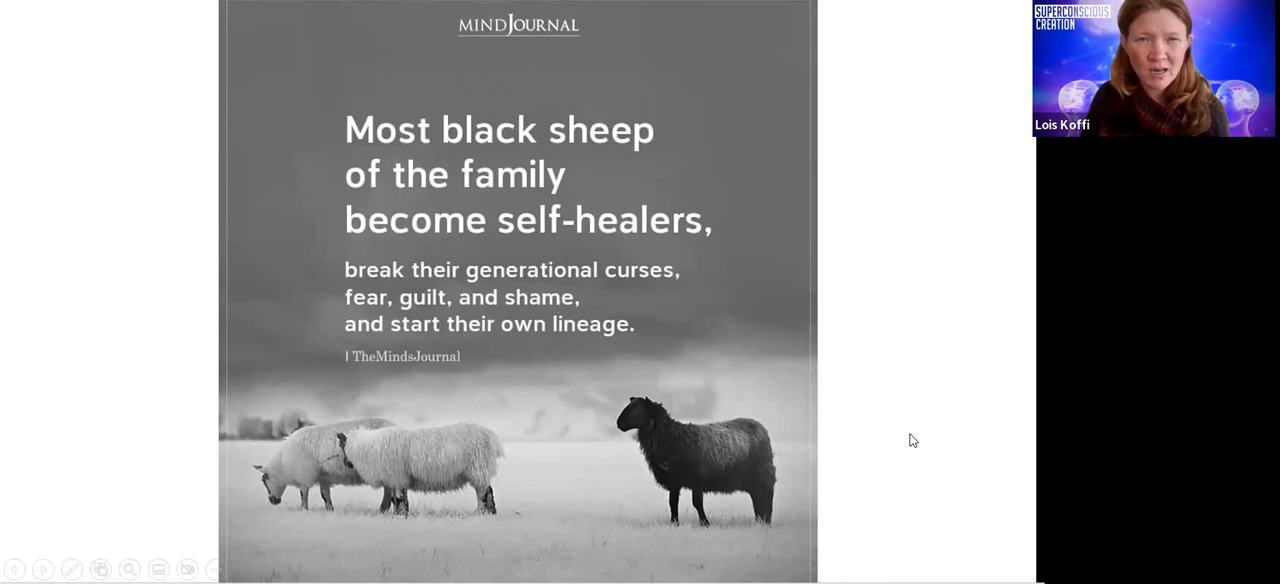 MINDJOURNAL
Most black sheep
of the family
become self-healers,
break their generational curses,
fear, guilt, and shame,
and start their own lineage.
| TheMindsJournal
SUPERCONSCIOUS
CREATION
Lois Koffi